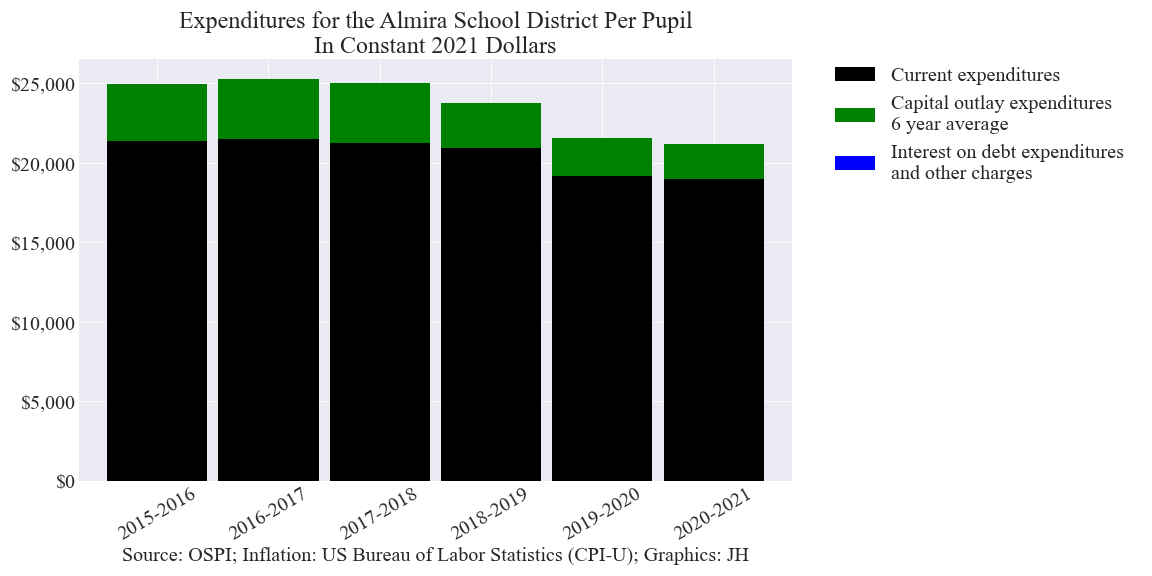 Expenditures for the Almira School District Per Pupil
In Constant 2021 Dollars
$25,000
$20,000
$15,000
$10,000
$5,000
$0
2015-2016
2016-2017
2017-2018
2018-2019
2019-2020
2020-2021
Source: OSPI; Inflation: US Bureau of Labor Statistics (CPI-U); Graphics: JH
Current expenditures
Capital outlay expenditures
6 year average
Interest on debt expenditures
and other charges